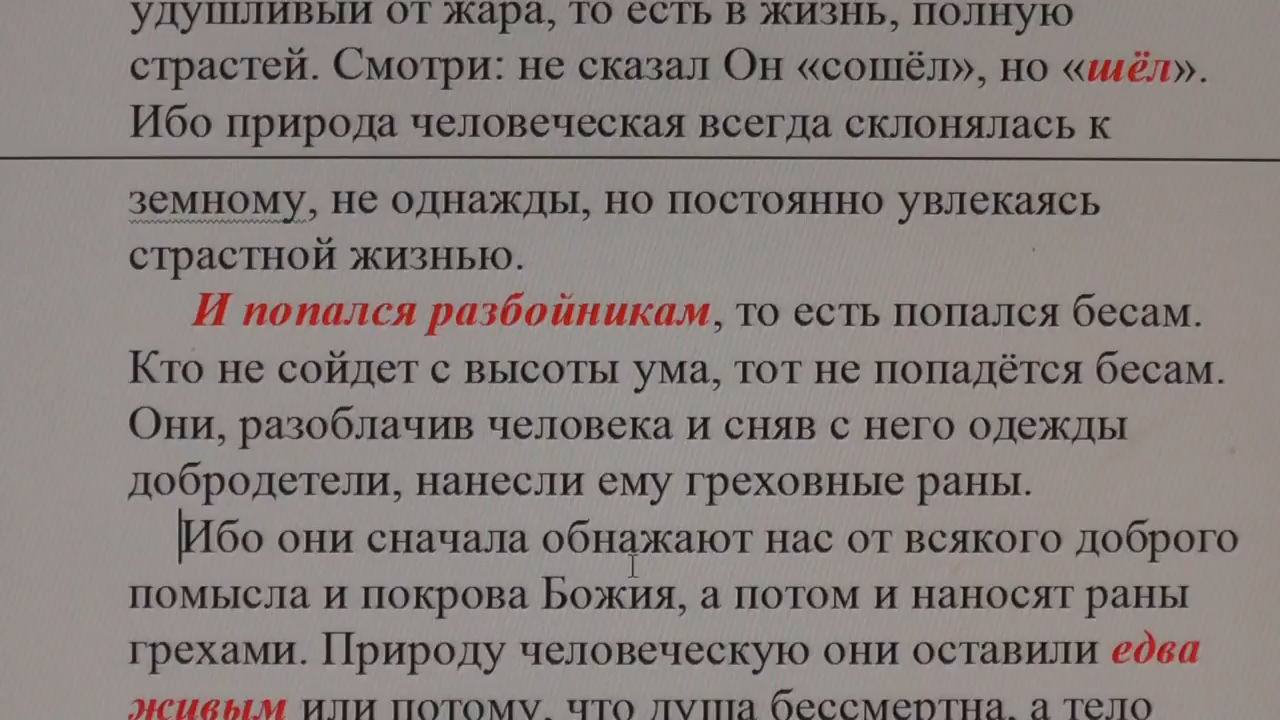 удушливый от жара, то есть в жизнь, полную
страстей. Смотри: не сказал Он «сошёл», но «шёл».
Ибо природа человеческая всегда склонялась к
земному, не однажды, но постоянно увлекаясь
страстной жизнью.
И попался разбойникам, то есть попался бесам.
Кто не сойдет с высоты ума, тот не попадётся бесам.
Они, разоблачив человека и сняв с него одежды
добродетели, нанесли ему греховные раны.
Ибо они сначала обнажают нас от всякого доброго
помысла и покрова Божия, а потом и наносят раны
грехами. Природу человеческую они оставили едва
живым или потому, что душа бессмертна, а тело